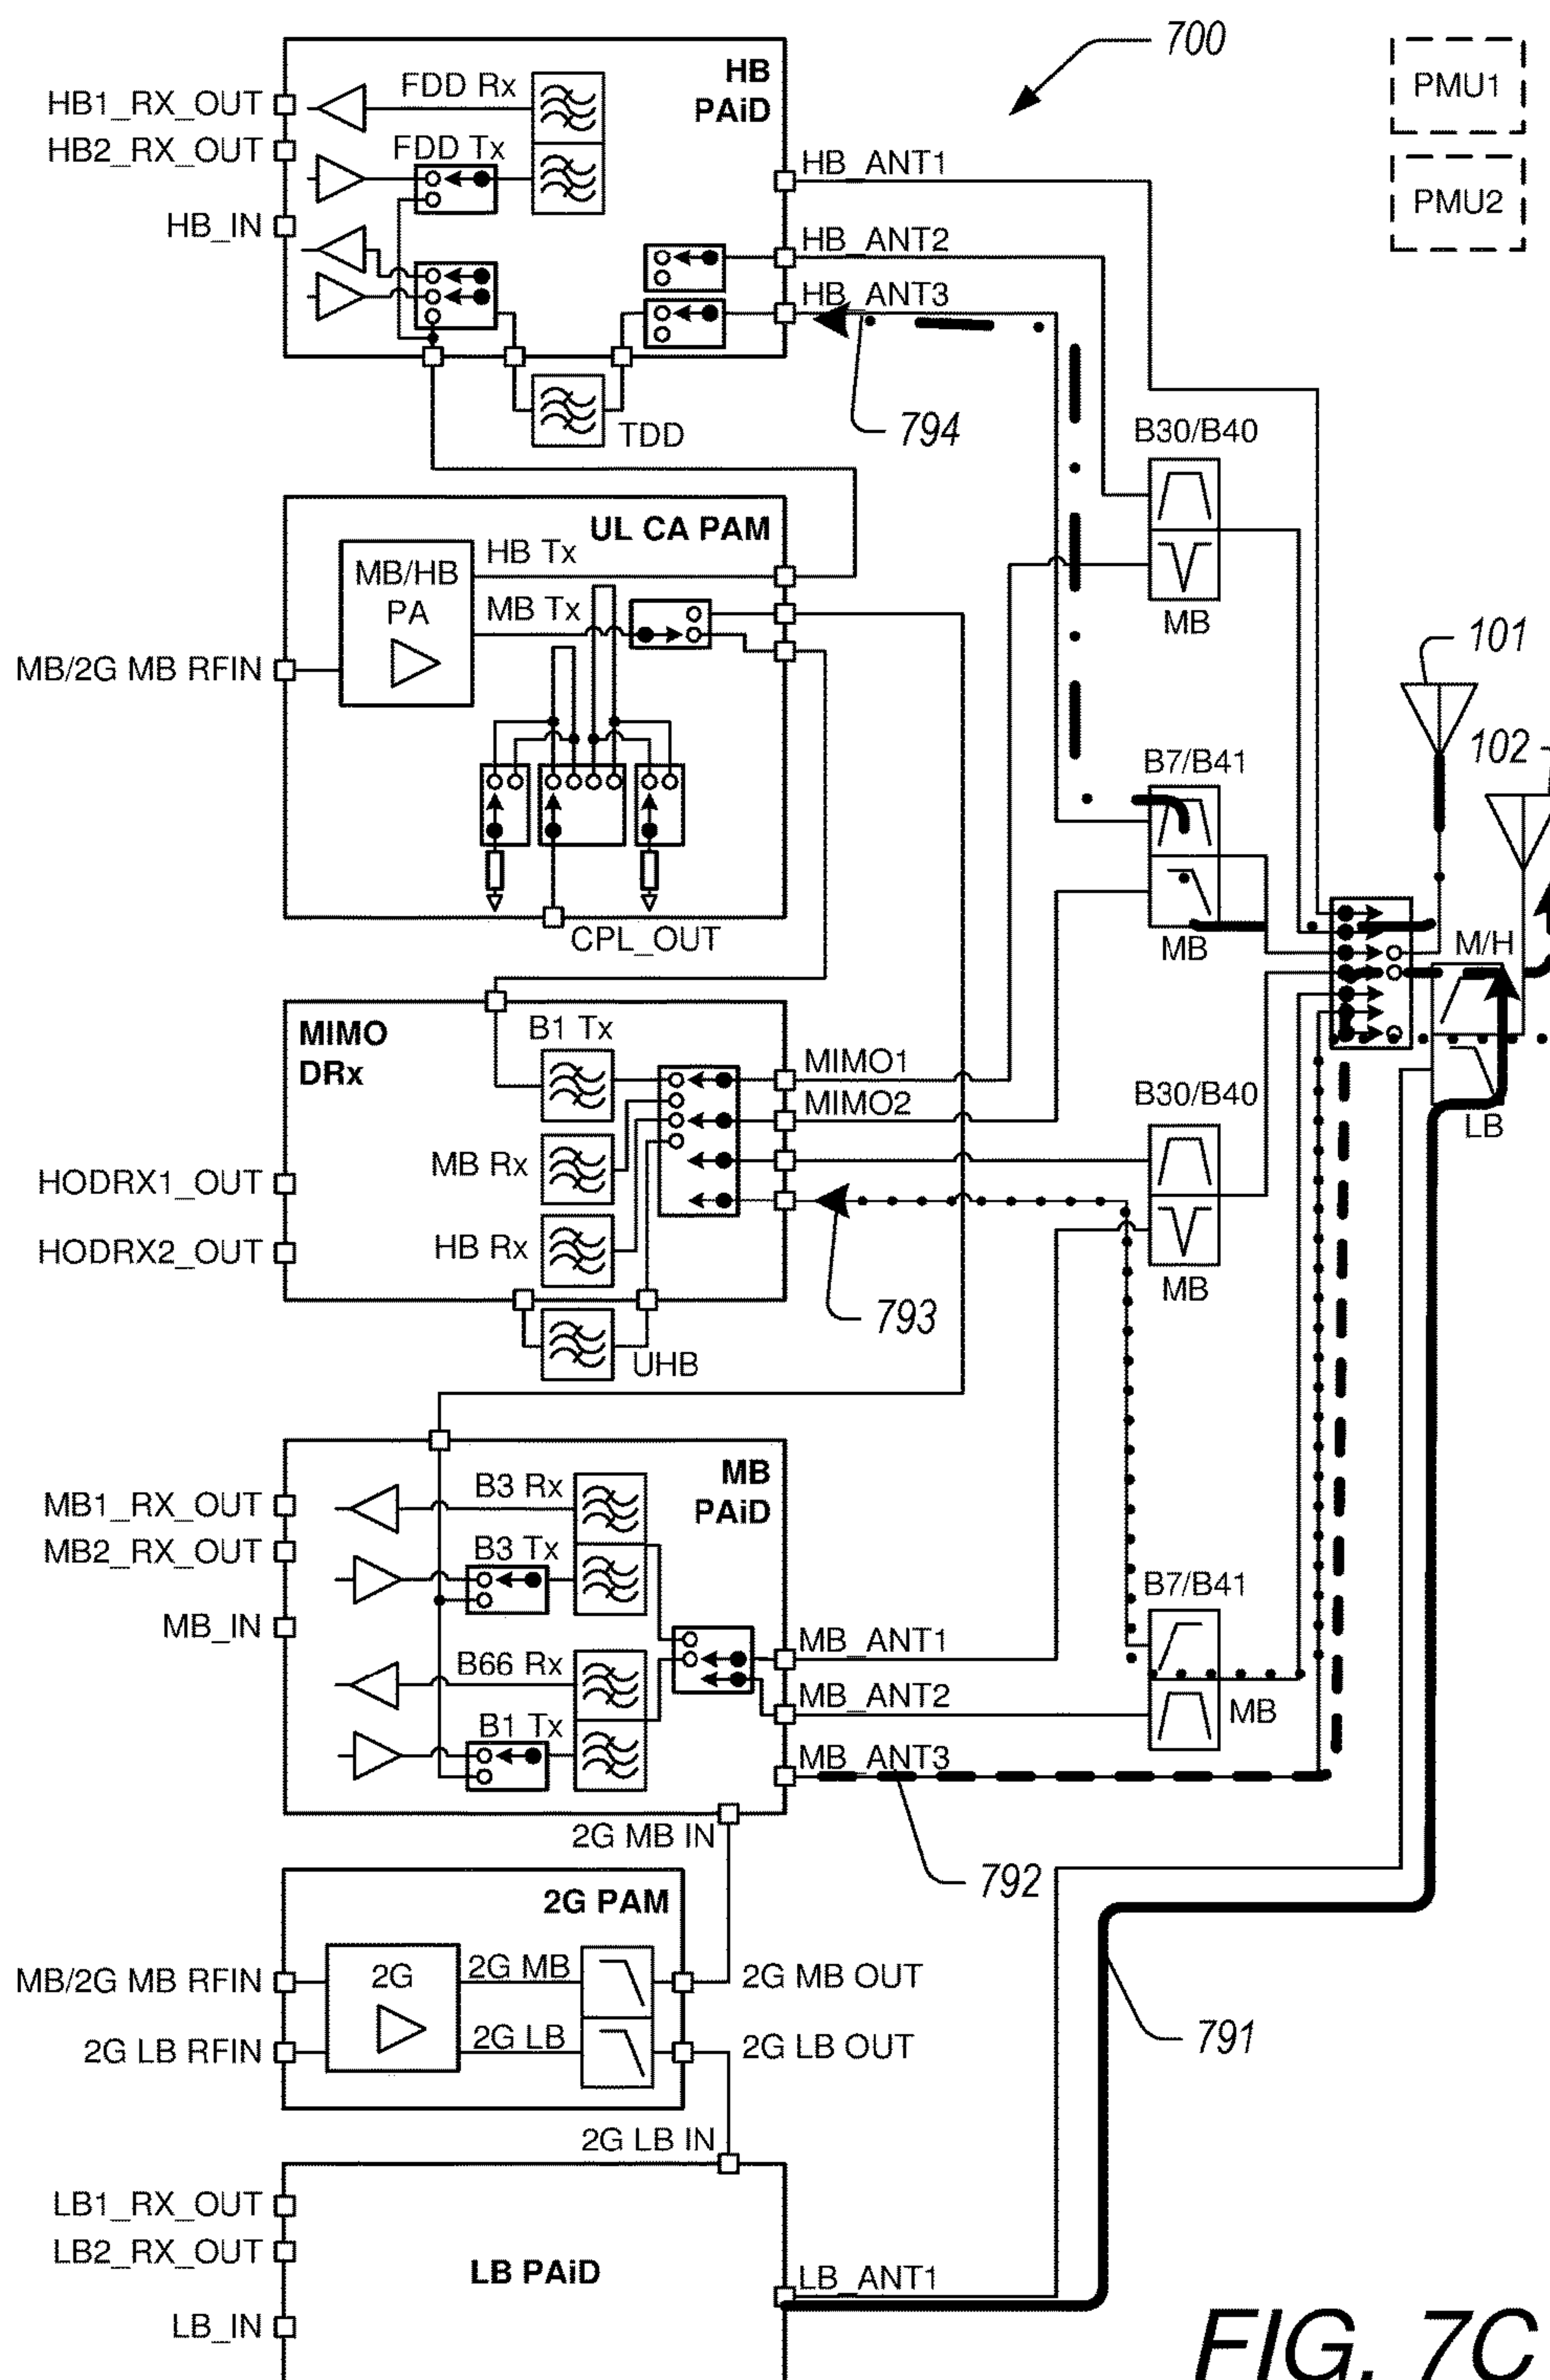 700
PMU1
PMU2
HB
PAiD
FDD Rx
HB1_RX_OUT
HB2_RX_OUT
FDD Tx
HB_IN
HB_ANT1
HB_ANT2
HB_ANT3
794
TDD
B30/B40
MB
UL CA PAM
HB Tx
MB/HB
PA
MB Tx
MB/2G MB RFIN
CPL_OUT
101
102
B7/B41
MB
M/H
LB
MIMO
DRx
B1 Tx
MIMO1
MIMO2
MB Rx
HB Rx
HODRX1_OUT
HODRX2_OUT
UHB
793
B30/B40
MB
MB
PAiD
B3 Rx
MB1_RX_OUT
MB2_RX_OUT
B3 Tx
MB_IN
B66 Rx
B1 Tx
MB_ANT1
MB_ANT2
MB_ANT3
B7/B41
MB
792
2G MB IN
2G PAM
MB/2G MB RFIN
2G
2G MB
2G MB OUT
2G LB RFIN
2G LB
2G LB OUT
791
2G LB IN
LB1_RX_OUT
LB2_RX_OUT
LB PAiD
LB_ANT1
LB_IN
FIG. 7C